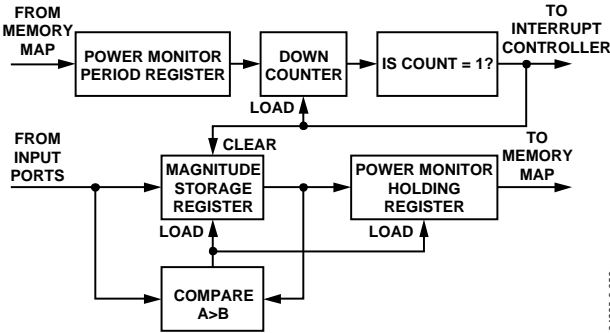 FROM
MEMORY
MAP
POWER MONITOR
PERIOD REGISTER
DOWN
COUNTER
IS COUNT = 1?
TO
INTERRUPT
CONTROLLER
LOAD
FROM
INPUT
PORTS
CLEAR
MAGNITUDE
STORAGE
REGISTER
POWER MONITOR
HOLDING
REGISTER
TO
MEMORY
MAP
LOAD
LOAD
COMPARE
A>B